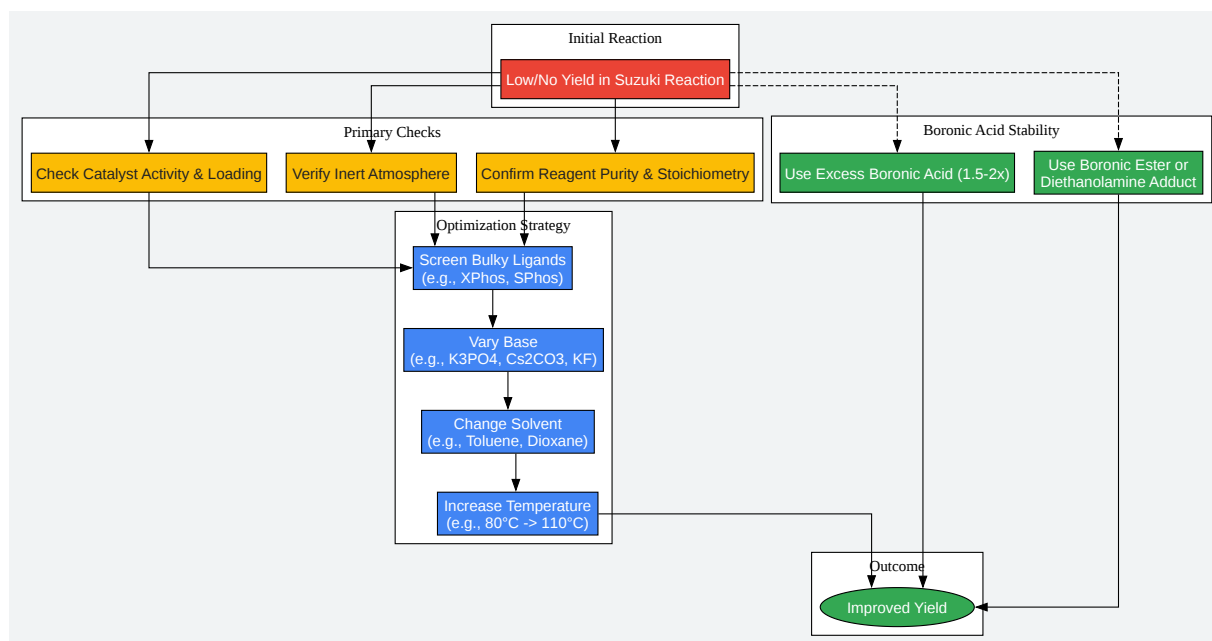 Initial Reaction
Low/No Yield in Suzuki Reaction
Primary Checks
Check Catalyst Activity & Loading
Verify Inert Atmosphere
Confirm Reagent Purity & Stoichiometry
Boronic Acid Stability
Use Excess Boronic Acid (1.5-2x)
Use Boronic Ester or
Diethanolamine Adduct
Optimization Strategy
Screen Bulky Ligands
(e.g., XPhos, SPhos)
Vary Base
(e.g., K3PO4, Cs2CO3, KF)
Change Solvent
(e.g., Toluene, Dioxane)
Increase Temperature
(e.g., 80°C -> 110°C)
Outcome
Improved Yield